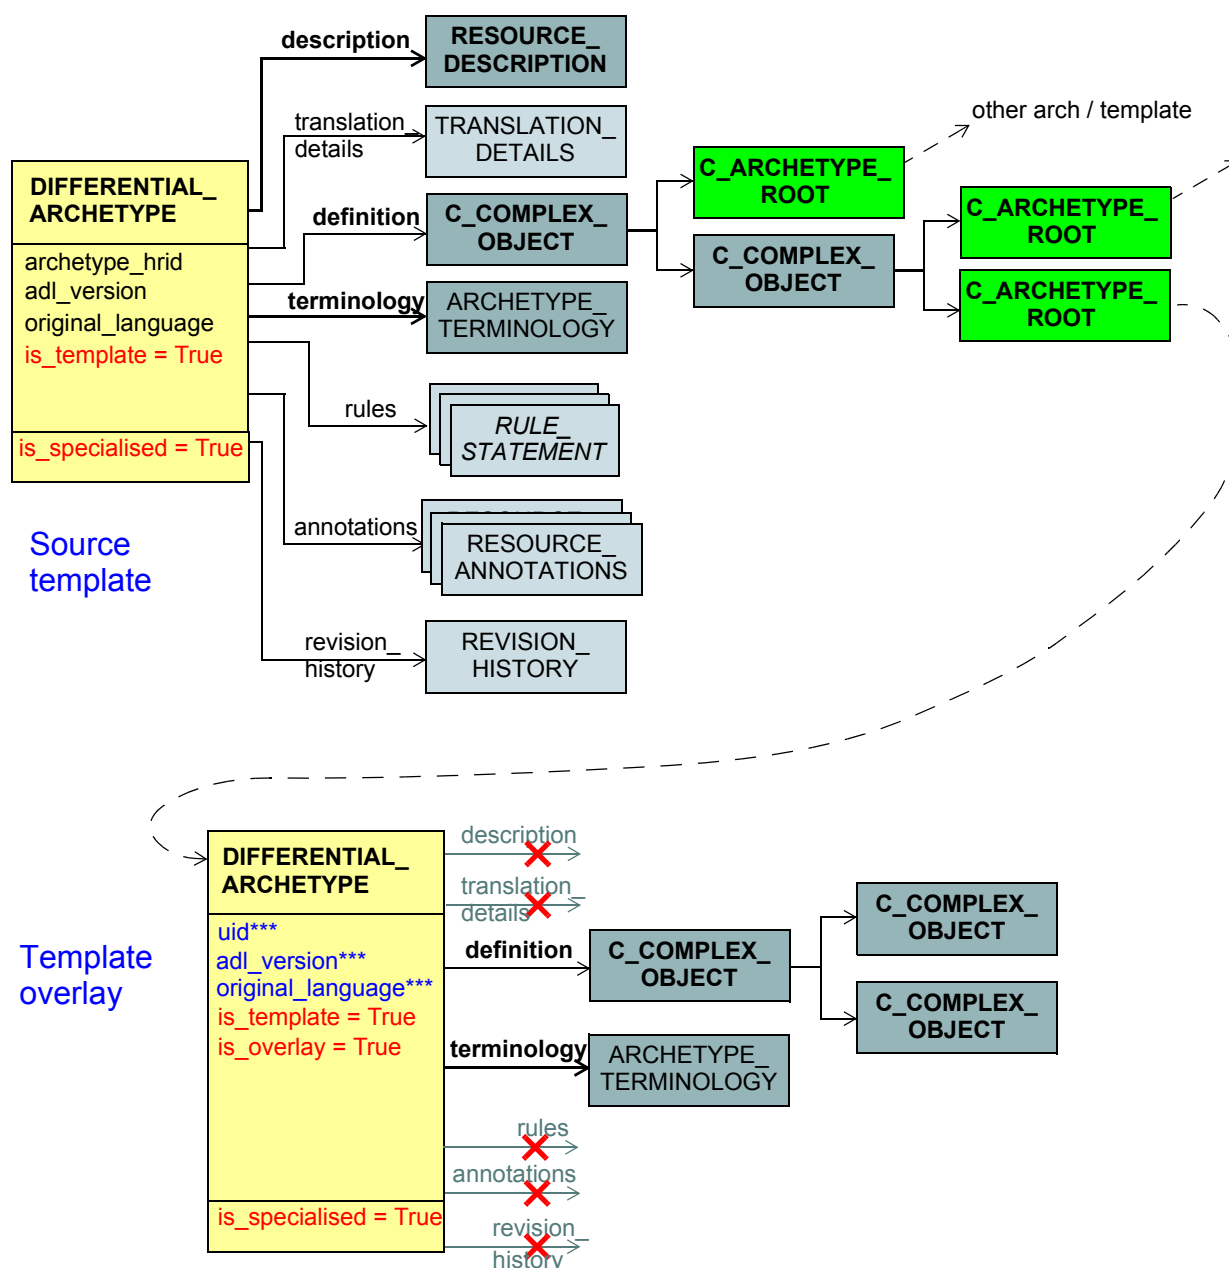 description
RESOURCE_
DESCRIPTION
translation_
details
TRANSLATION_
DETAILS
other arch / template
DIFFERENTIAL_
ARCHETYPE
archetype_hrid
adl_version
original_language
is_template = True
is_specialised = True
definition
C_COMPLEX_
OBJECT
C_ARCHETYPE_
ROOT
C_COMPLEX_
OBJECT
C_ARCHETYPE_
ROOT
C_ARCHETYPE_
ROOT
terminology
ARCHETYPE_
TERMINOLOGY
rules
RULE_
STATEMENT
Source
template
annotations
RESOURCE_
ANNOTATIONS
revision_
history
REVISION_
HISTORY
Template
overlay
DIFFERENTIAL_
ARCHETYPE
uid***
adl_version***
original_language***
is_template = True
is_overlay = True
is_specialised = True
description
translation_
details
definition
C_COMPLEX_
OBJECT
C_COMPLEX_
OBJECT
C_COMPLEX_
OBJECT
terminology
ARCHETYPE_
TERMINOLOGY
rules
annotations
revision_
history